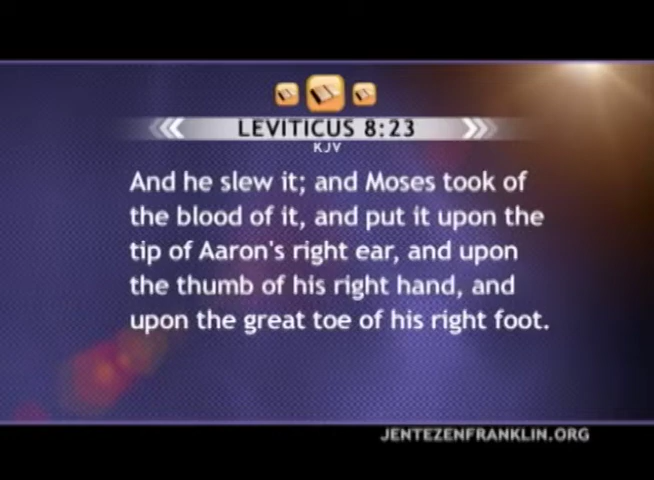 LEVITICUS 8:23
KJV
And he slew it; and Moses took of
the blood of it, and put it upon the
tip of Aaron's right ear, and upon
the thumb of his right hand, and
upon the great toe of his right foot.
JENTEZENFRANKLIN.ORG